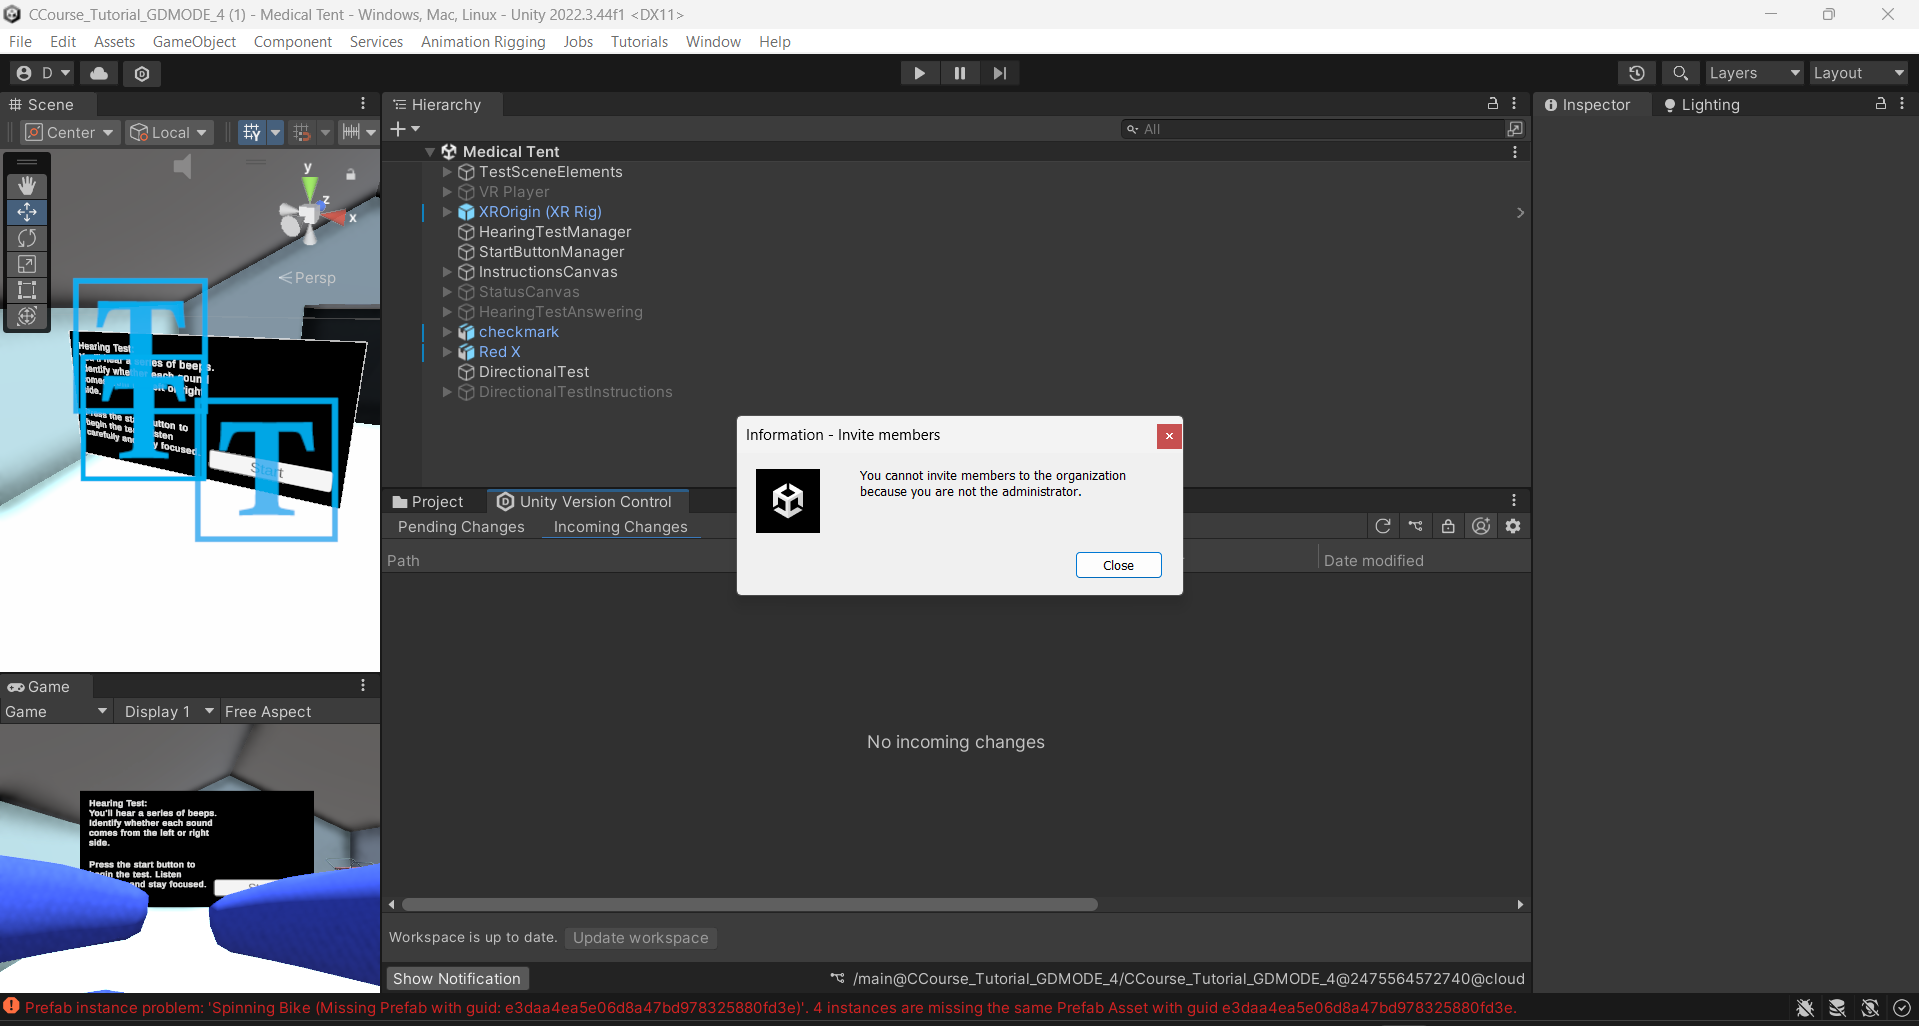 CCourse_Tutorial_GDMODE_4 (1) - Medical Tent - Windows, Mac, Linux - Unity 2022.3.44f1 <DX11>
File Edit Assets GameObject Component Services Animation Rigging Jobs Tutorials Window Help
D
Layers Layout
Scene
Center Local
y
z
x
Persp
Hearing Test
beeps.
Start
Game
Game Display 1 Free Aspect
Hearing Test:
You'll hear a series of beeps.
Identify whether each sound
comes from the left or right
side.
Press the start button to
the test. Listen
and stay focused.
Hierarchy
All
Medical Tent
TestSceneElements
VR Player
XROrigin (XR Rig)
HearingTestManager
StartButtonManager
InstructionsCanvas
StatusCanvas
HearingTestAnswering
checkmark
Red X
DirectionalTest
DirectionalTestInstructions
Information - Invite members
You cannot invite members to the organization
because you are not the administrator.
Close
Project Unity Version Control
Pending Changes Incoming Changes
Path Date modified
No incoming changes
Workspace is up to date. Update workspace
Show Notification /main@CCourse_Tutorial_GDMODE_4/CCourse_Tutorial_GDMODE_4@2475564572740@cloud
Inspector Lighting
Prefab instance problem: 'Spinning Bike (Missing Prefab with guid: e3daa4ea5e06d8a47bd978325880fd3e)'. 4 instances are missing the same Prefab Asset with guid e3daa4ea5e06d8a47bd978325880fd3e.